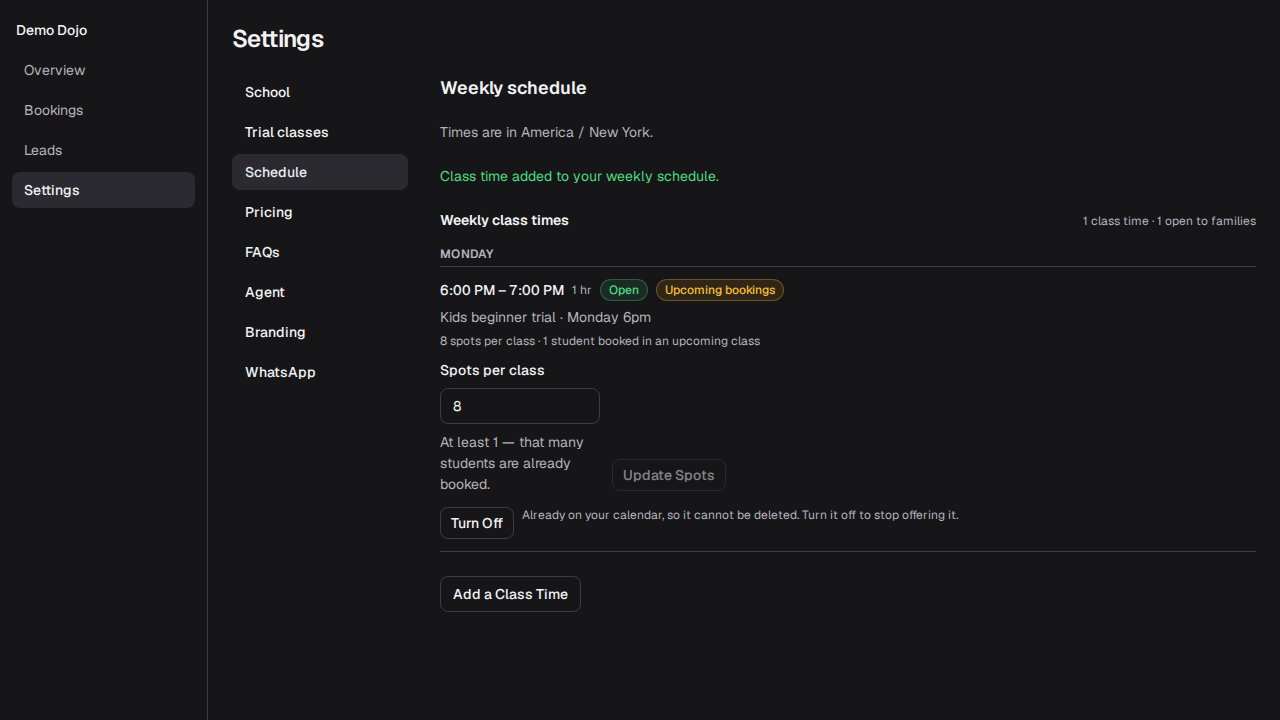 Demo Dojo
Overview
Bookings
Leads
Settings
Settings
School
Trial classes
Schedule
Pricing
FAQs
Agent
Branding
WhatsApp
Weekly schedule
Times are in America / New York.
Class time added to your weekly schedule.
Weekly class times
1 class time · 1 open to families
MONDAY
6:00 PM – 7:00 PM 1 hr Open Upcoming bookings
Kids beginner trial · Monday 6pm
8 spots per class · 1 student booked in an upcoming class
Spots per class
8
At least 1 — that many
students are already
booked.
Update Spots
Turn Off
Already on your calendar, so it cannot be deleted. Turn it off to stop offering it.
Add a Class Time